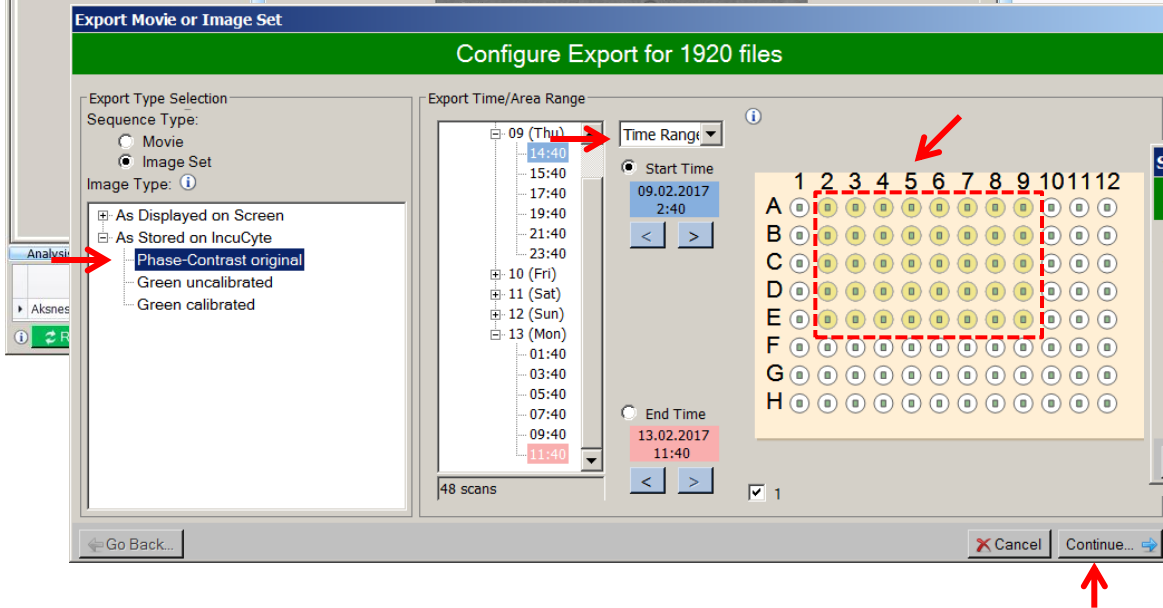 Export Movie or Image Set
Configure Export for 1920 files
Export Type Selection
Sequence Type:
Movie
Image Set
Image Type:
As Displayed on Screen
As Stored on IncuCyte
Phase-Contrast original
Green uncalibrated
Green calibrated
Export Time/Area Range
09 (Thu)
14:40
15:40
17:40
19:40
21:40
23:40
10 (Fri)
11 (Sat)
12 (Sun)
13 (Mon)
01:40
03:40
05:40
07:40
09:40
11:40
48 scans
Time Range
Start Time
09.02.2017
2:40
< >
End Time
13.02.2017
11:40
< >
1 2 3 4 5 6 7 8 9 10 11 12
A
B
C
D
E
F
G
H
1
Analysis
Aksnes
Go Back...
Cancel
Continue...